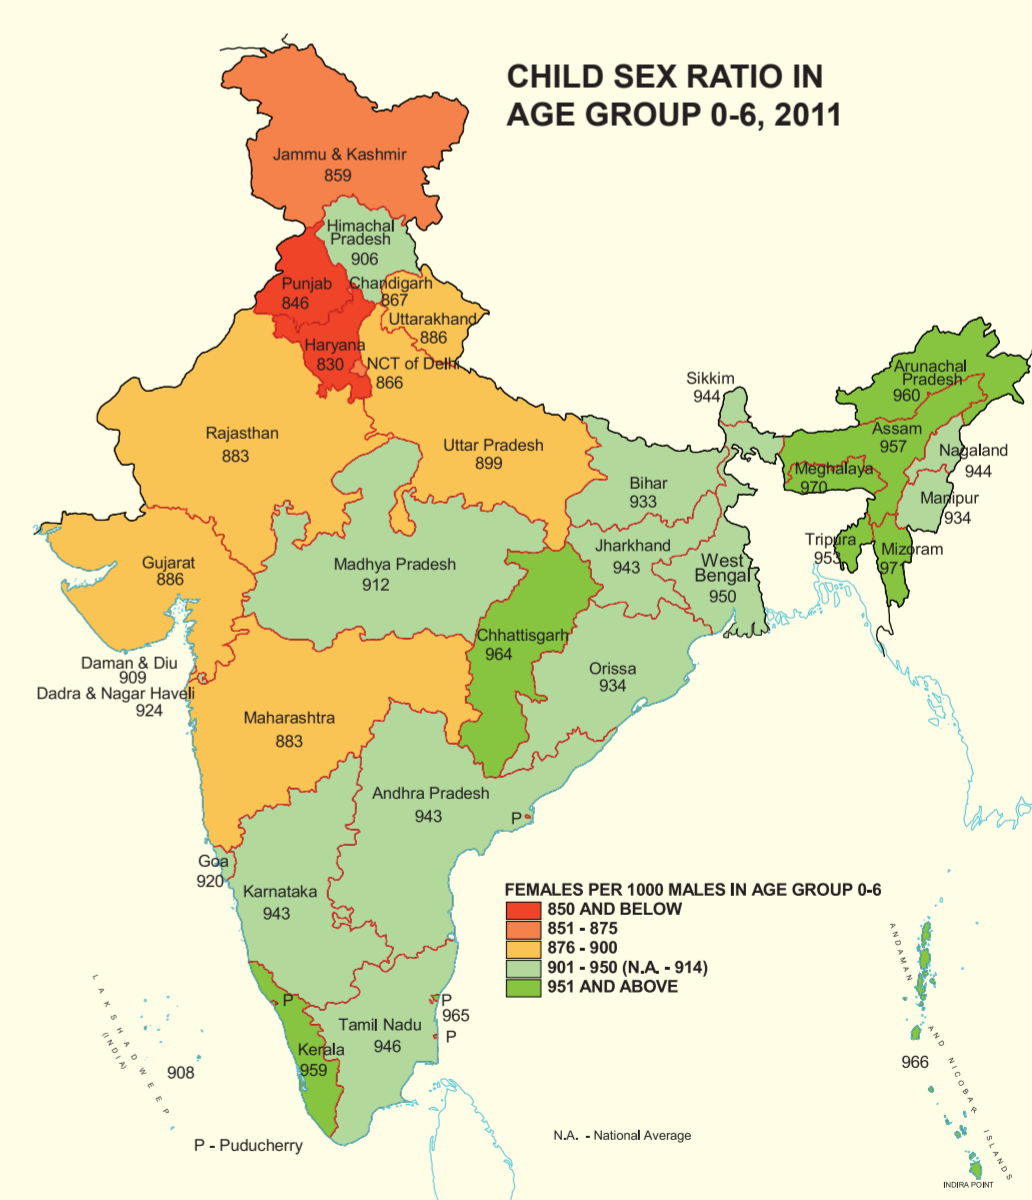 CHILD SEX RATIO IN
AGE GROUP 0-6, 2011
Jammu & Kashmir
859
Himachal
Pradesh
906
Punjab
846
Chandigarh
867
Uttarakhand
886
Haryana
830
NCT of Delhi
866
Rajasthan
883
Uttar Pradesh
899
Sikkim
944
Arunachal
Pradesh
960
Assam
957
Nagaland
944
Meghalaya
970
Manipur
934
Tripura
953
Mizoram
971
Bihar
933
Jharkhand
943
West
Bengal
950
Gujarat
886
Madhya Pradesh
912
Chhattisgarh
964
Orissa
934
Daman & Diu
909
Dadra & Nagar Haveli
924
Maharashtra
883
Andhra Pradesh
943
P
Goa
920
Karnataka
943
FEMALES PER 1000 MALES IN AGE GROUP 0-6
850 AND BELOW
851 - 875
876 - 900
901 - 950 (N.A. - 914)
951 AND ABOVE
P
P
965
P
Tamil Nadu
946
Kerala
959
LAKSHADWEEP
(INDIA)
908
ANDAMAN AND NICOBAR ISLANDS
966
P - Puducherry
N.A. - National Average
INDIRA POINT